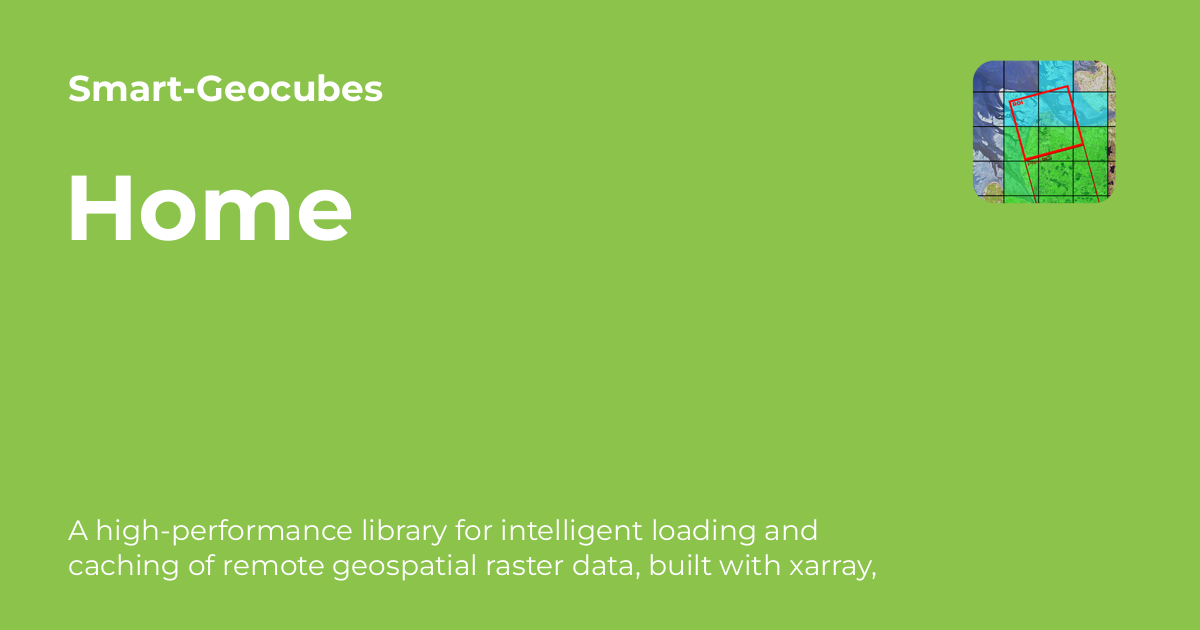 Smart-Geocubes
Home
A high-performance library for intelligent loading and
caching of remote geospatial raster data, built with xarray,